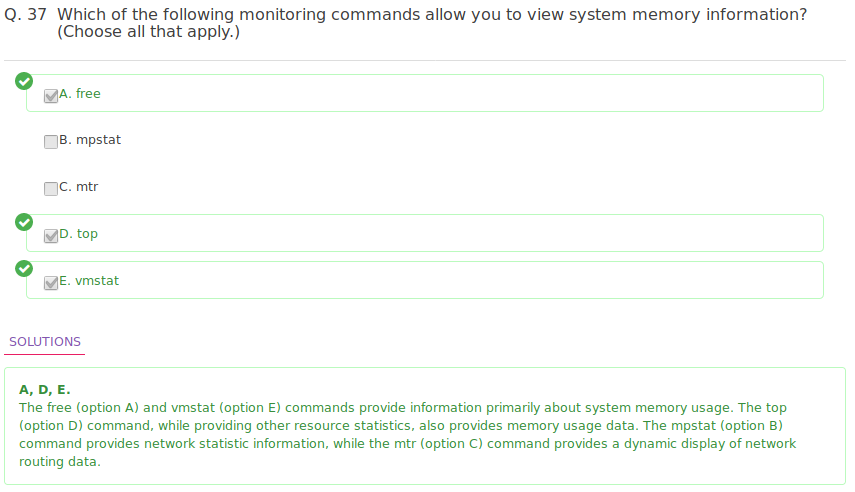 Q. 37 Which of the following monitoring commands allow you to view system memory information?
(Choose all that apply.)
A. free
B. mpstat
C. mtr
D. top
E. vmstat
SOLUTIONS
A, D, E.
The free (option A) and vmstat (option E) commands provide information primarily about system memory usage. The top
(option D) command, while providing other resource statistics, also provides memory usage data. The mpstat (option B)
command provides network statistic information, while the mtr (option C) command provides a dynamic display of network
routing data.